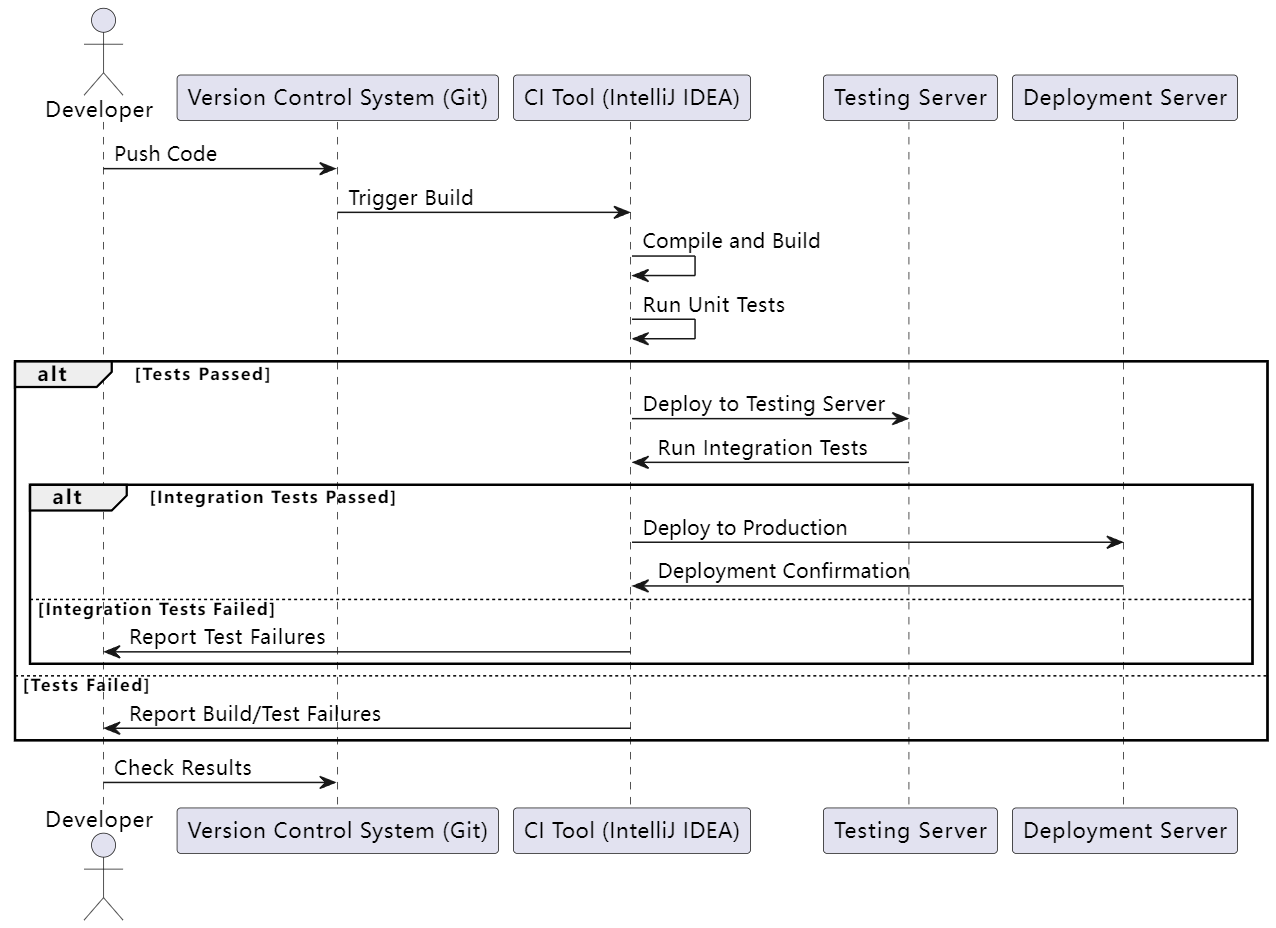 Developer
Version Control System (Git)
CI Tool (IntelliJ IDEA)
Testing Server
Deployment Server
Push Code
Trigger Build
Compile and Build
Run Unit Tests
alt
[Tests Passed]
Deploy to Testing Server
Run Integration Tests
alt
[Integration Tests Passed]
Deploy to Production
Deployment Confirmation
[Integration Tests Failed]
Report Test Failures
[Tests Failed]
Report Build/Test Failures
Check Results
Developer
Version Control System (Git)
CI Tool (IntelliJ IDEA)
Testing Server
Deployment Server